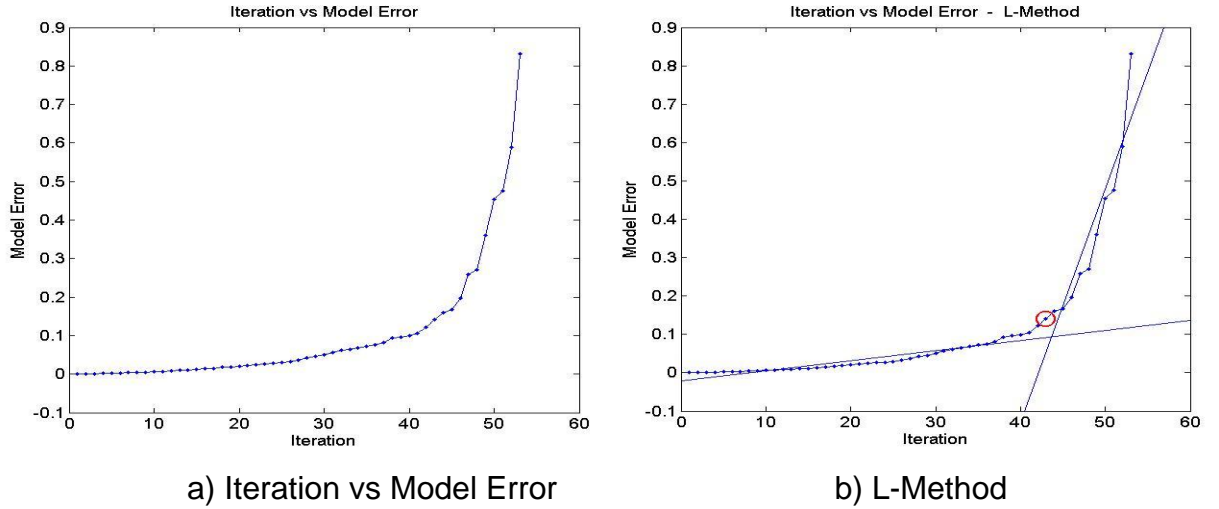 Iteration vs Model Error
0.9
0.8
0.7
0.6
0.5
0.4
0.3
0.2
0.1
0
-0.1
Model Error
0 10 20 30 40 50 60
Iteration
a) Iteration vs Model Error
Iteration vs Model Error - L-Method
0.9
0.8
0.7
0.6
0.5
0.4
0.3
0.2
0.1
0
-0.1
Model Error
0 10 20 30 40 50 60
Iteration
b) L-Method